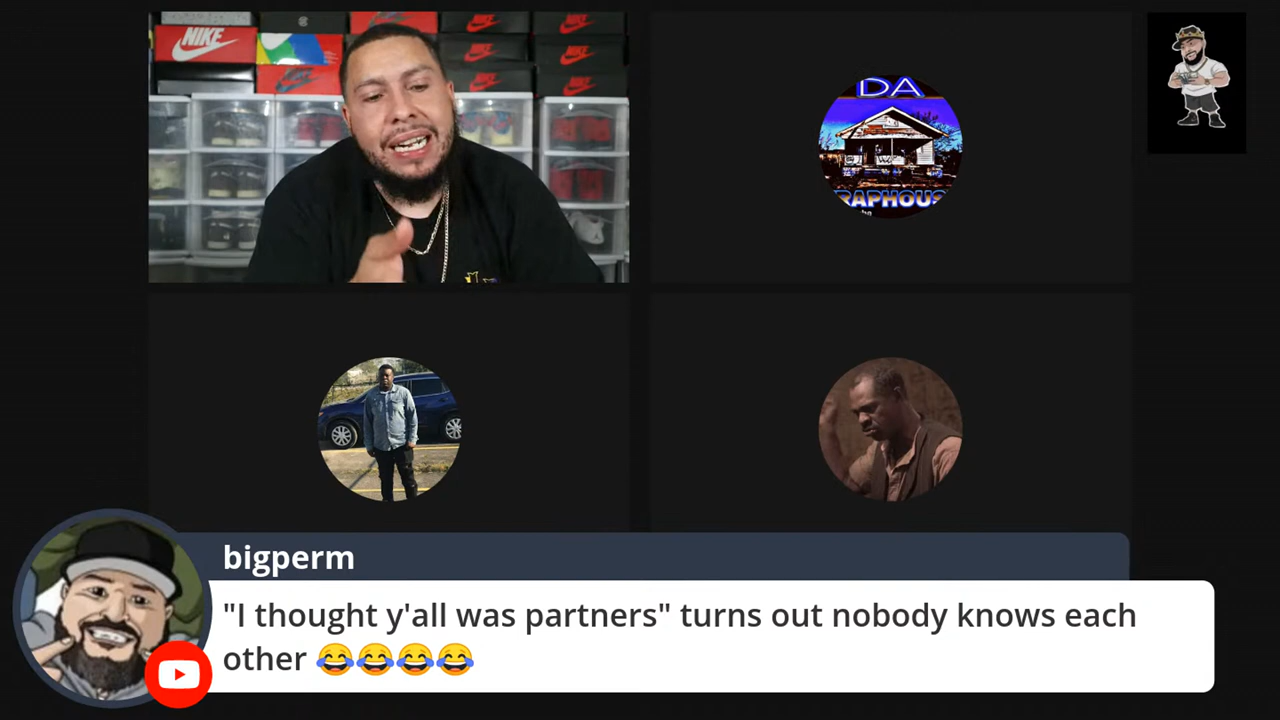 NIKE
DA
RAPHOUS
bigperm
"I thought y'all was partners" turns out nobody knows each
other 😂😂😂😂